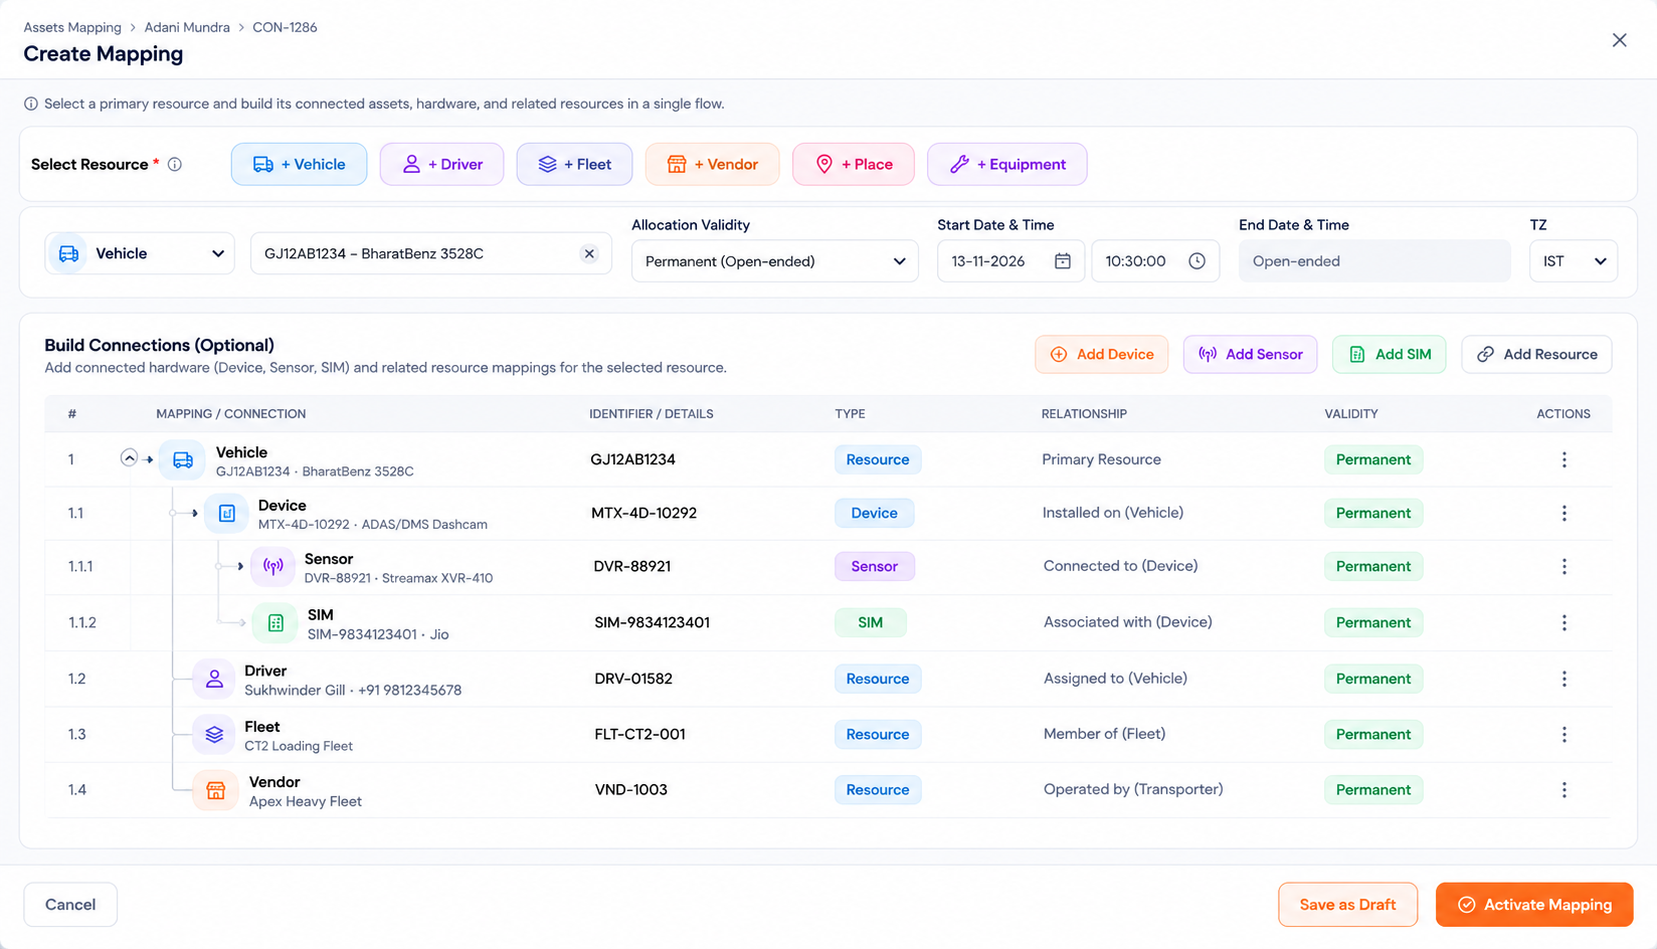 Assets Mapping > Adani Mundra > CON-1286
Create Mapping
Select a primary resource and build its connected assets, hardware, and related resources in a single flow.
Select Resource *
+ Vehicle
+ Driver
+ Fleet
+ Vendor
+ Place
+ Equipment
Vehicle
GJ12AB1234 – BharatBenz 3528C
Allocation Validity
Permanent (Open-ended)
Start Date & Time
13-11-2026
10:30:00
End Date & Time
Open-ended
TZ
IST
Build Connections (Optional)
Add connected hardware (Device, Sensor, SIM) and related resource mappings for the selected resource.
Add Device
Add Sensor
Add SIM
Add Resource
# MAPPING / CONNECTION IDENTIFIER / DETAILS TYPE RELATIONSHIP VALIDITY ACTIONS
1 Vehicle GJ12AB1234 Resource Primary Resource Permanent
GJ12AB1234 · BharatBenz 3528C
1.1 Device MTX-4D-10292 Device Installed on (Vehicle) Permanent
MTX-4D-10292 · ADAS/DMS Dashcam
1.1.1 Sensor DVR-88921 Sensor Connected to (Device) Permanent
DVR-88921 · Streamax XVR-410
1.1.2 SIM SIM-9834123401 SIM Associated with (Device) Permanent
SIM-9834123401 · Jio
1.2 Driver DRV-01582 Resource Assigned to (Vehicle) Permanent
Sukhwinder Gill · +91 9812345678
1.3 Fleet FLT-CT2-001 Resource Member of (Fleet) Permanent
CT2 Loading Fleet
1.4 Vendor VND-1003 Resource Operated by (Transporter) Permanent
Apex Heavy Fleet
Cancel
Save as Draft
Activate Mapping